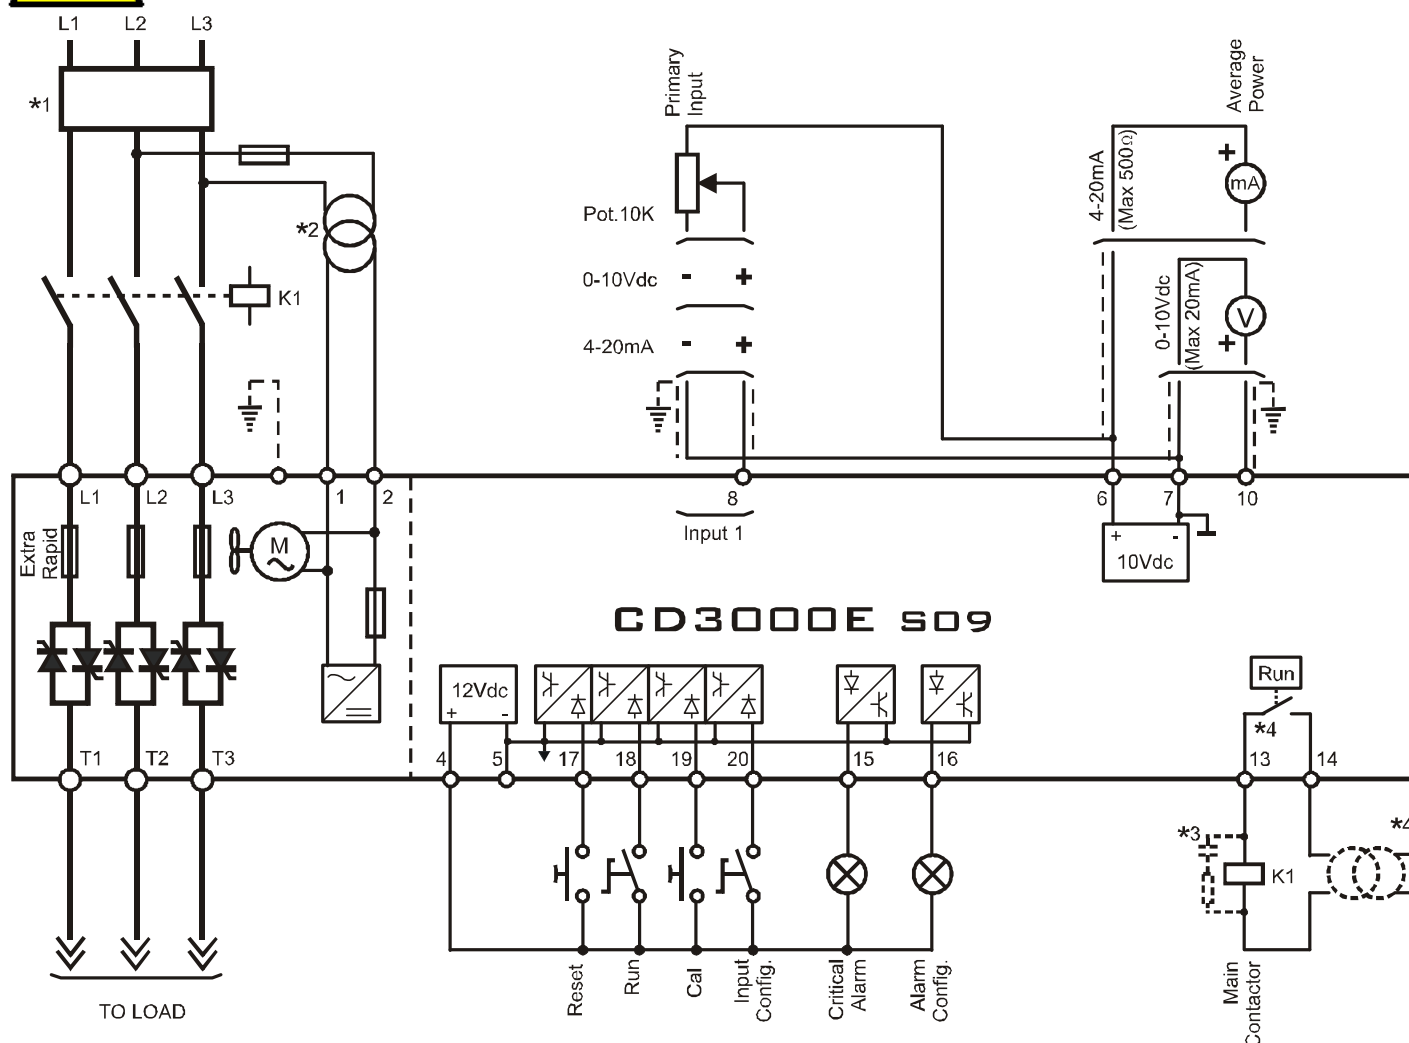 L1 L2 L3
*1
*2
K1
Primary
Input
Pot.10K
0-10Vdc
- +
4-20mA
- +
Average
Power
4-20mA
(Max 500Ω)
+
mA
0-10Vdc
(Max 20mA)
V
+
L1 L2 L3 1 2 8 6 7 10
Input 1
Extra
Rapid
M
+ -
10Vdc
CD3000E S09
12Vdc
+ -
Run
*4
T1 T2 T3 4 5 17 18 19 20 15 16 13 14
*3
*4
K1
Reset
Run
Cal
Input
Config.
Critical
Alarm
Alarm
Config.
Main
Contactor
TO LOAD